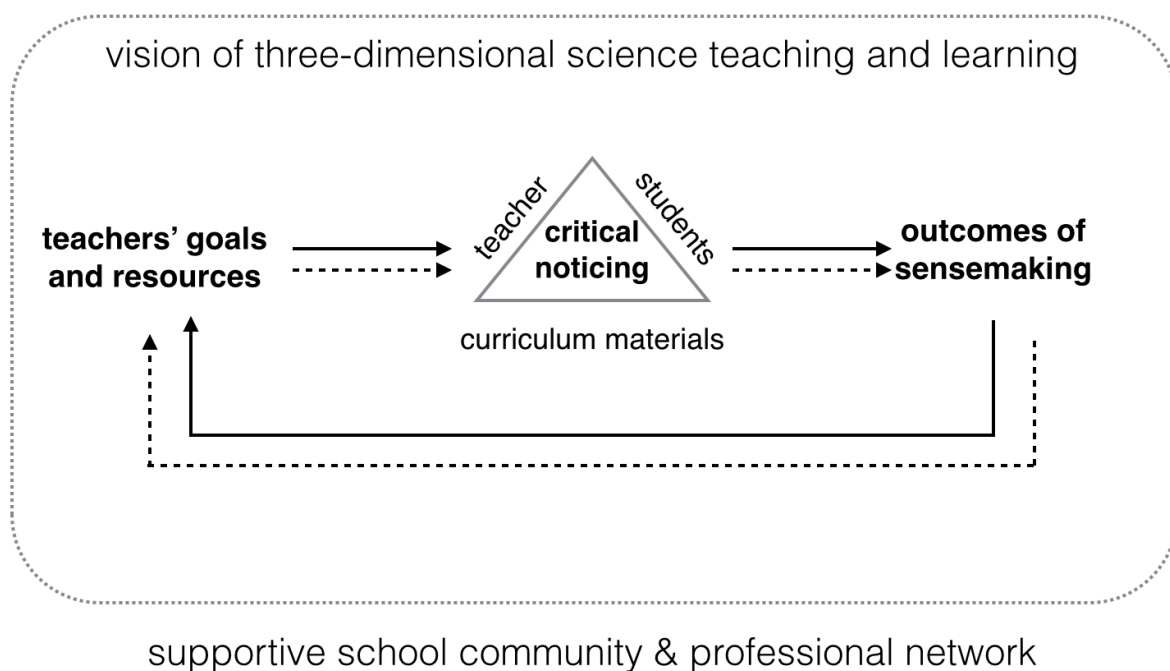 vision of three-dimensional science teaching and learning
teachers’ goals
and resources
teacher
students
critical
noticing
outcomes of
sensemaking
curriculum materials
supportive school community & professional network